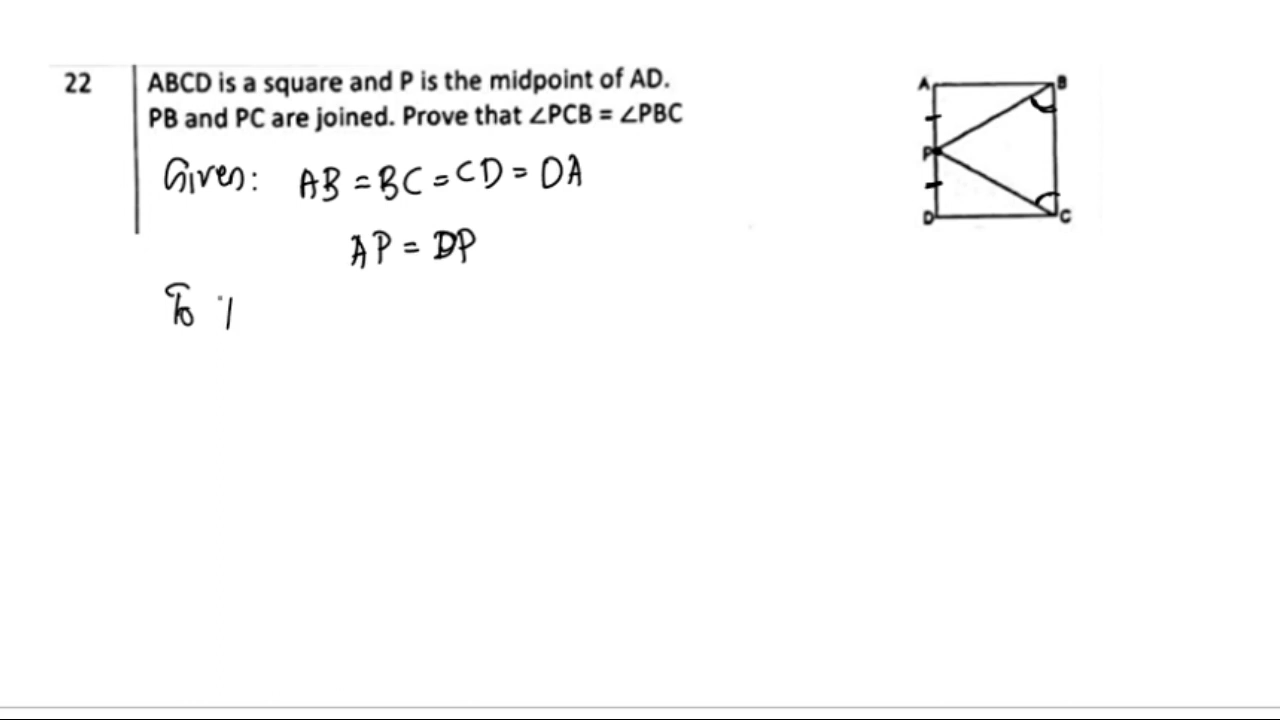 22
ABCD is a square and P is the midpoint of AD.
PB and PC are joined. Prove that ∠PCB = ∠PBC
Given: AB = BC = CD = DA
AP = DP
To
A
B
P
D
C